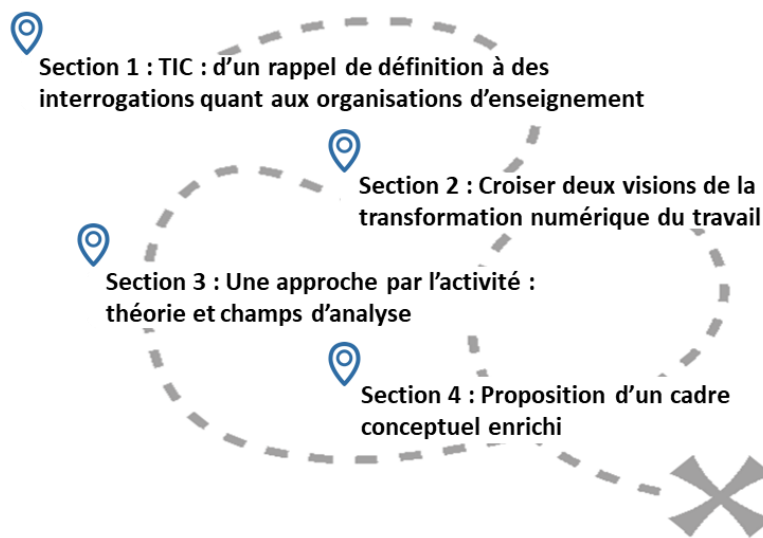 Section 1 : TIC : d’un rappel de définition à des
interrogations quant aux organisations d’enseignement
Section 2 : Croiser deux visions de la
transformation numérique du travail
Section 3 : Une approche par l’activité :
théorie et champs d’analyse
Section 4 : Proposition d’un cadre
conceptuel enrichi